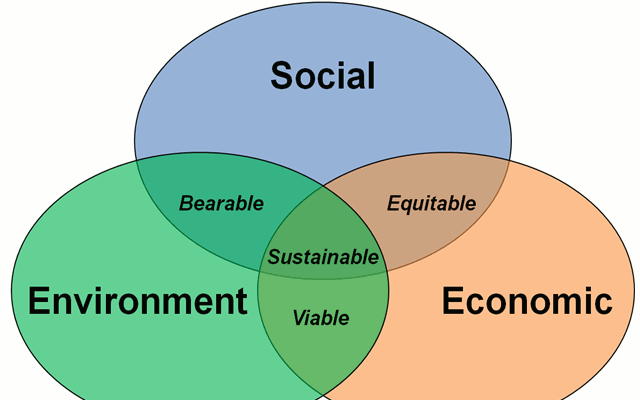 Social
Bearable
Equitable
Sustainable
Environment
Economic
Viable